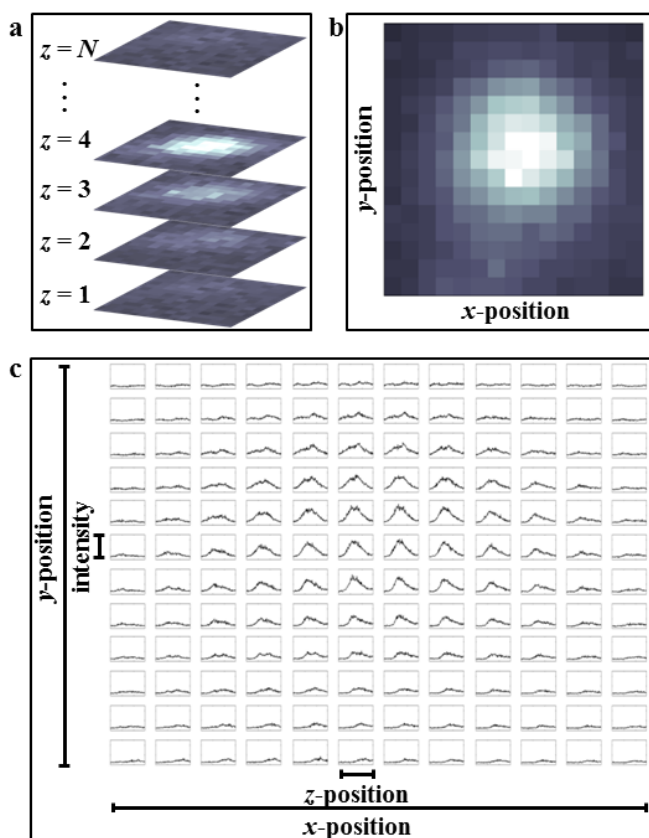 a
z = N
⋮ ⋮
z = 4
z = 3
z = 2
z = 1
b
y-position
x-position
c
y-position
intensity
z-position
x-position